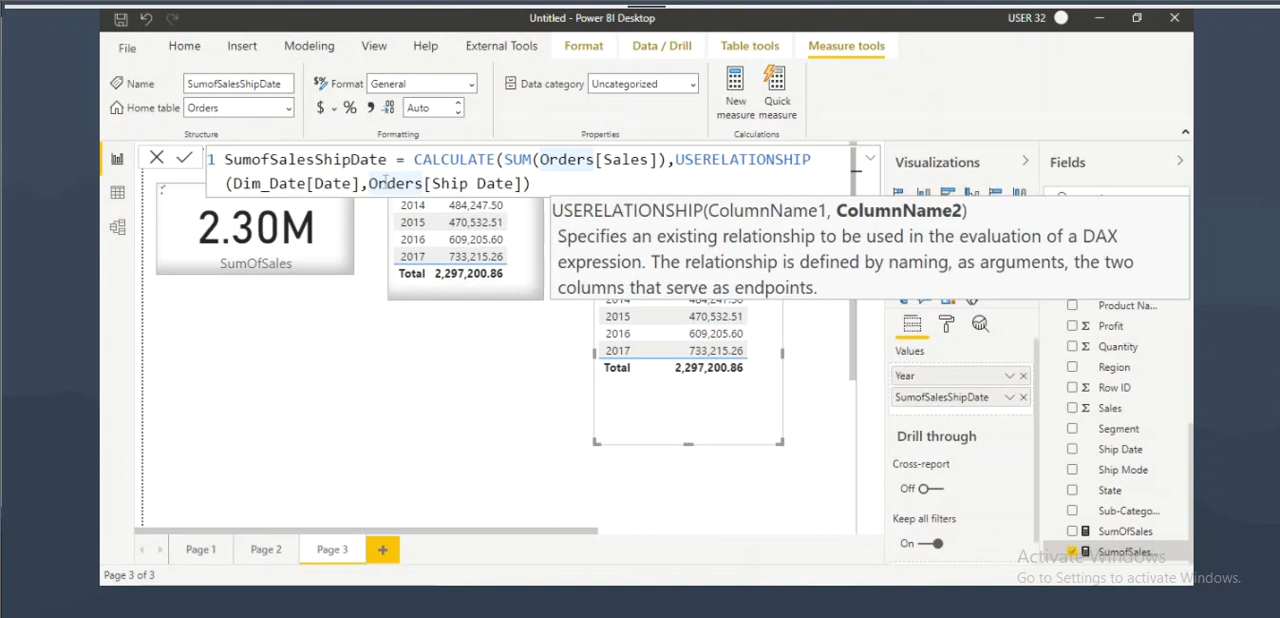 Untitled - Power BI Desktop
USER 32
File
Home
Insert
Modeling
View
Help
External Tools
Format
Data / Drill
Table tools
Measure tools
Name
SumofSalesShipDate
Format
General
Data category
Uncategorized
New measure
Quick measure
Home table
Orders
$
%
Auto
Structure
Formatting
Properties
Calculations
1 SumofSalesShipDate = CALCULATE(SUM(Orders[Sales]),USERELATIONSHIP
(Dim_Date[Date],Orders[Ship Date])
USERELATIONSHIP(ColumnName1, ColumnName2)
Specifies an existing relationship to be used in the evaluation of a DAX
expression. The relationship is defined by naming, as arguments, the two
columns that serve as endpoints.
2.30M
SumOfSales
2014 484,247.50
2015 470,532.51
2016 609,205.60
2017 733,215.26
Total 2,297,200.86
2014 484,247.50
2015 470,532.51
2016 609,205.60
2017 733,215.26
Total 2,297,200.86
Visualizations
Values
Year
SumofSalesShipDate
Drill through
Cross-report
Off
Keep all filters
On
Fields
Product Na...
Σ Profit
Σ Quantity
Region
Σ Row ID
Σ Sales
Segment
Ship Date
Ship Mode
State
Sub-Catego...
SumOfSales
SumofSales...
Page 1
Page 2
Page 3
+
Page 3 of 3
Activate Windows
Go to Settings to activate Windows.